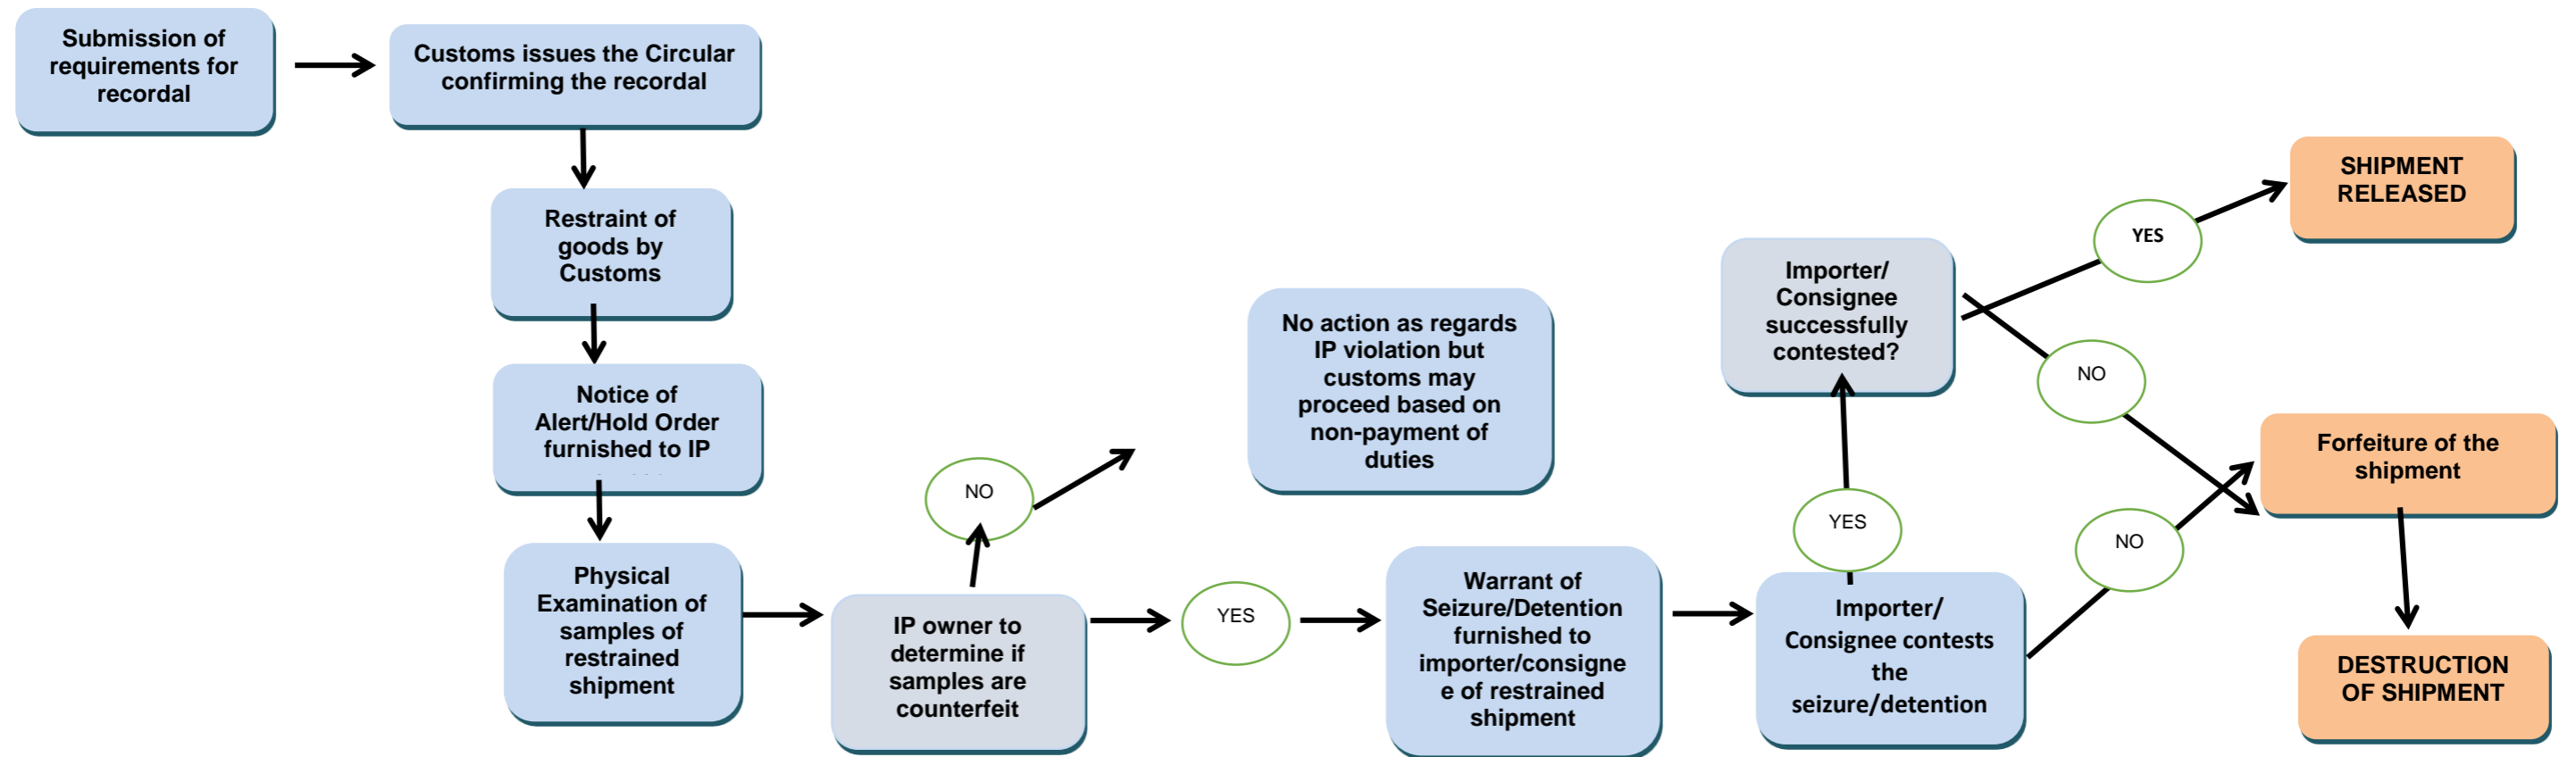 Submission of
requirements for
recordal
Customs issues the Circular
confirming the recordal
Restraint of
goods by
Customs
Notice of
Alert/Hold Order
furnished to IP
Physical
Examination of
samples of
restrained
shipment
IP owner to
determine if
samples are
counterfeit
NO
No action as regards
IP violation but
customs may
proceed based on
non-payment of
duties
YES
Warrant of
Seizure/Detention
furnished to
importer/consigne
e of restrained
shipment
Importer/
Consignee contests
the
seizure/detention
YES
Importer/
Consignee
successfully
contested?
YES
SHIPMENT
RELEASED
NO
NO
Forfeiture of the
shipment
DESTRUCTION
OF SHIPMENT